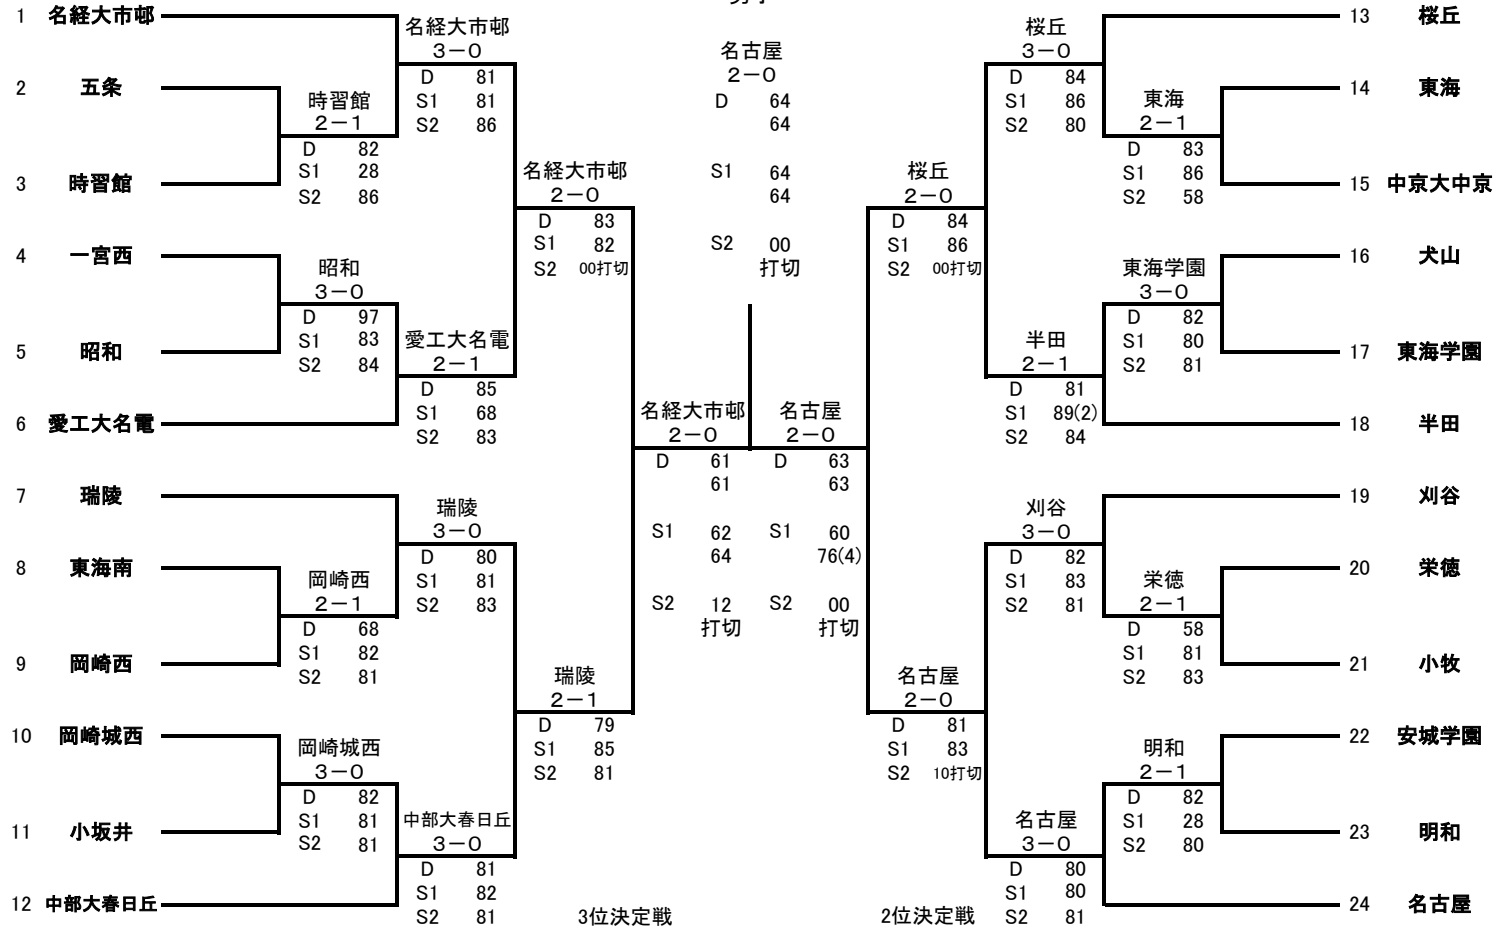 1 名経大市邨
2 五条
3 時習館
4 一宮西
5 昭和
6 愛工大名電
7 瑞陵
8 東海南
9 岡崎西
10 岡崎城西
11 小坂井
12 中部大春日丘
時習館
2－1
D 82
S1 28
S2 86
昭和
3－0
D 97
S1 83
S2 84
岡崎西
2－1
D 68
S1 82
S2 81
岡崎城西
3－0
D 82
S1 81
S2 81
名経大市邨
3－0
D 81
S1 81
S2 86
愛工大名電
2－1
D 85
S1 68
S2 83
瑞陵
3－0
D 80
S1 81
S2 83
中部大春日丘
3－0
D 81
S1 82
S2 81
名経大市邨
2－0
D 83
S1 82
S2 00打切
瑞陵
2－1
D 79
S1 85
S2 81
名経大市邨
2－0
D 61
61
S1 62
64
S2 12
打切
名古屋
2－0
D 64
64
S1 64
64
S2 00
打切
名古屋
2－0
D 63
63
S1 60
76(4)
S2 00
打切
桜丘
2－0
D 84
S1 86
S2 00打切
名古屋
2－0
D 81
S1 83
S2 10打切
桜丘
3－0
D 84
S1 86
S2 80
半田
2－1
D 81
S1 89(2)
S2 84
刈谷
3－0
D 82
S1 83
S2 81
名古屋
3－0
D 80
S1 80
S2 81
東海
2－1
D 83
S1 86
S2 58
東海学園
3－0
D 82
S1 80
S2 81
栄徳
2－1
D 58
S1 81
S2 83
明和
2－1
D 82
S1 28
S2 80
13 桜丘
14 東海
15 中京大中京
16 犬山
17 東海学園
18 半田
19 刈谷
20 栄徳
21 小牧
22 安城学園
23 明和
24 名古屋
3位決定戦
2位決定戦